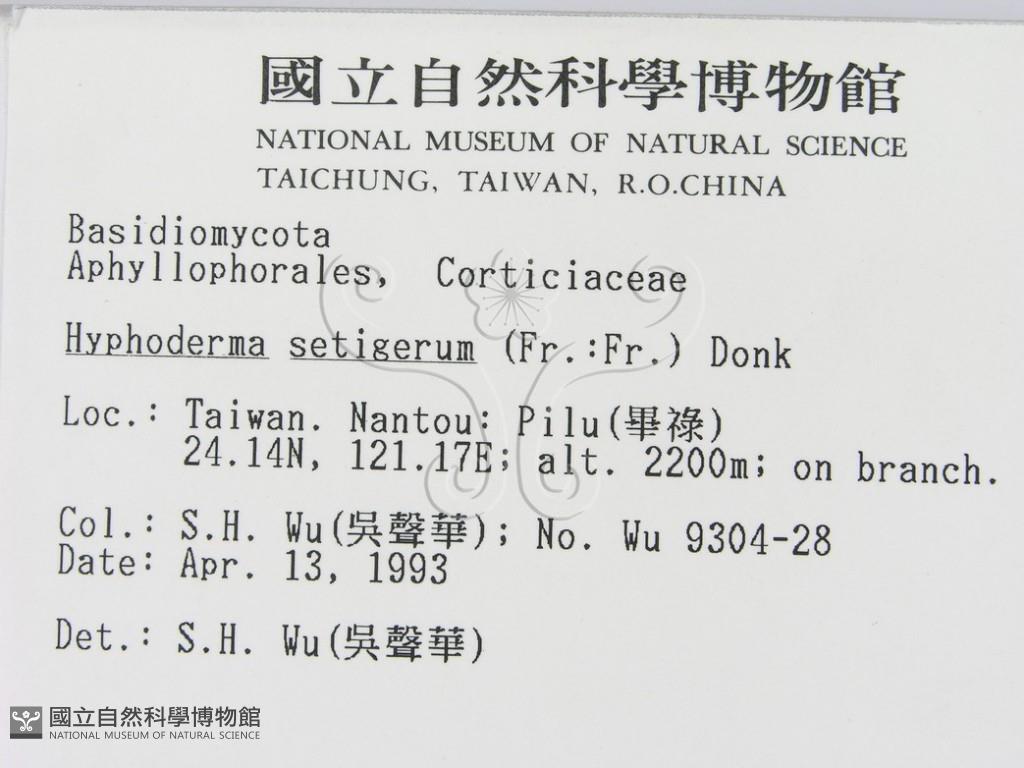 國立自然科學博物館
NATIONAL MUSEUM OF NATURAL SCIENCE
TAICHUNG, TAIWAN, R.O.CHINA
Basidiomycota
Aphyllophorales, Corticiaceae
Hyphoderma setigerum (Fr.:Fr.) Donk
Loc.: Taiwan. Nantou: Pilu(畢祿)
24.14N, 121.17E; alt. 2200m; on branch.
Col.: S.H. Wu(吳聲華); No. Wu 9304-28
Date: Apr. 13, 1993
Det.: S.H. Wu(吳聲華)
國立自然科學博物館
NATIONAL MUSEUM OF NATURAL SCIENCE